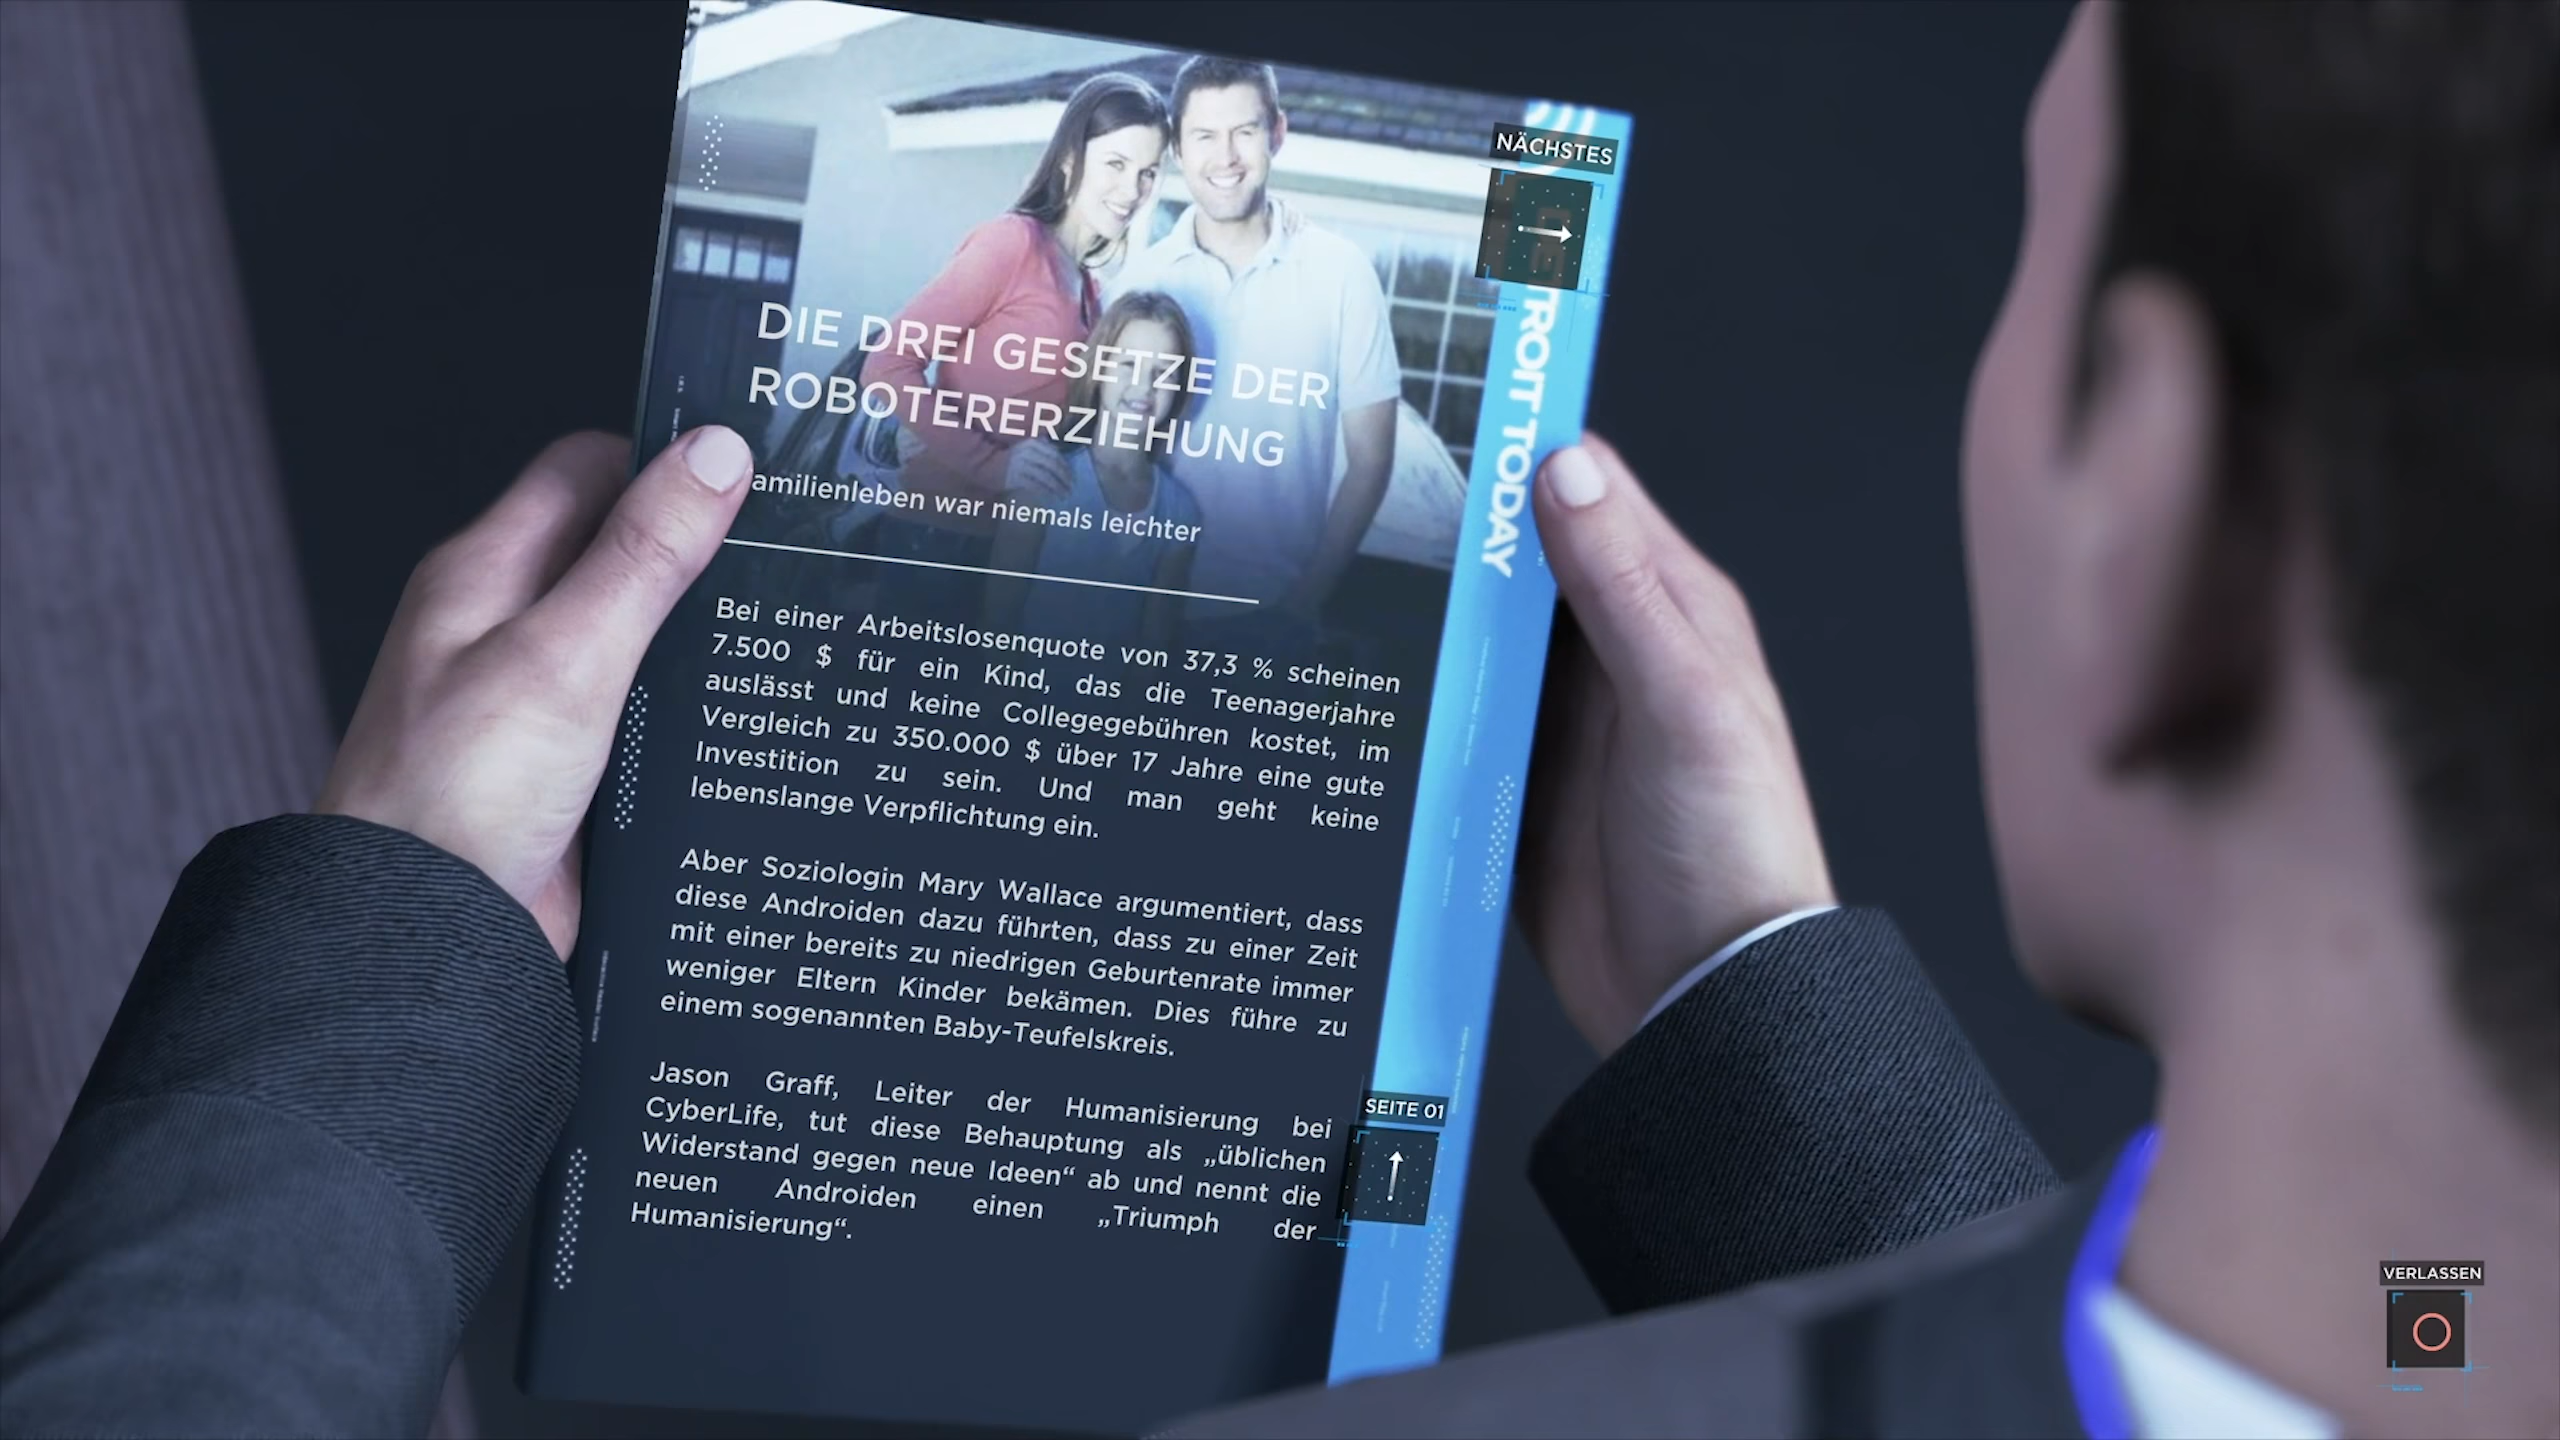 NÄCHSTES
DIE DREI GESETZE DER
ROBOTERERZIEHUNG
amilienleben war niemals leichter
TROIT TODAY
Bei einer Arbeitslosenquote von 37,3 % scheinen
7.500 $ für ein Kind, das die Teenagerjahre
auslässt und keine Collegegebühren kostet, im
Vergleich zu 350.000 $ über 17 Jahre eine gute
Investition zu sein. Und man geht keine
lebenslange Verpflichtung ein.
Aber Soziologin Mary Wallace argumentiert, dass
diese Androiden dazu führten, dass zu einer Zeit
mit einer bereits zu niedrigen Geburtenrate immer
weniger Eltern Kinder bekämen. Dies führe zu
einem sogenannten Baby-Teufelskreis.
Jason Graff, Leiter der Humanisierung bei
CyberLife, tut diese Behauptung als „üblichen
Widerstand gegen neue Ideen“ ab und nennt die
neuen Androiden einen „Triumph der
Humanisierung“.
SEITE 01
VERLASSEN